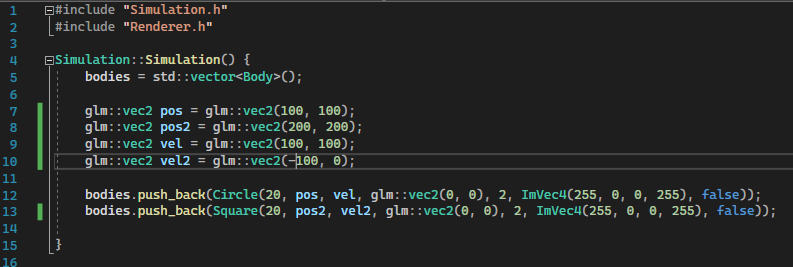 1 #include "Simulation.h"
2 #include "Renderer.h"
3
4 Simulation::Simulation() {
5 bodies = std::vector<Body>();
6
7 glm::vec2 pos = glm::vec2(100, 100);
8 glm::vec2 pos2 = glm::vec2(200, 200);
9 glm::vec2 vel = glm::vec2(100, 100);
10 glm::vec2 vel2 = glm::vec2(-100, 0);
11
12 bodies.push_back(Circle(20, pos, vel, glm::vec2(0, 0), 2, ImVec4(255, 0, 0, 255), false));
13 bodies.push_back(Square(20, pos2, vel2, glm::vec2(0, 0), 2, ImVec4(255, 0, 0, 255), false));
14
15 }
16